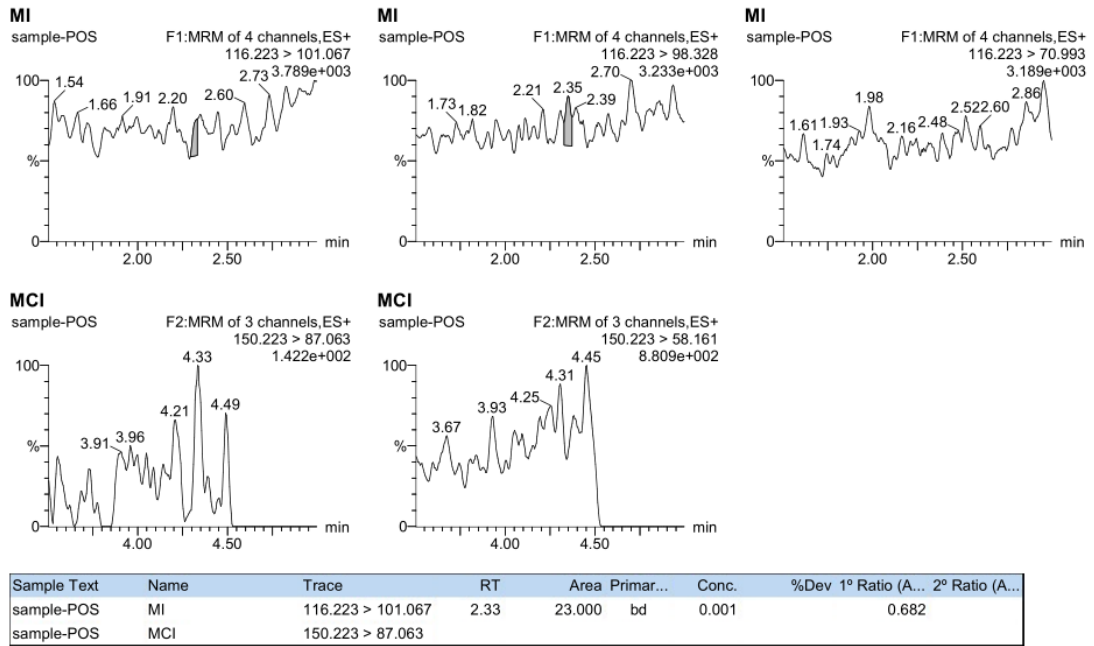 MI
sample-POS F1:MRM of 4 channels,ES+
116.223 > 101.067
3.789e+003
100
%
0
1.54
1.66
1.91
2.20
2.60
2.73
2.00 2.50 min
MI
sample-POS F1:MRM of 4 channels,ES+
116.223 > 98.328
3.233e+003
100
%
0
1.73
1.82
2.21
2.35
2.39
2.70
2.00 2.50 min
MI
sample-POS F1:MRM of 4 channels,ES+
116.223 > 70.993
3.189e+003
100
%
0
1.61
1.74
1.93
1.98
2.16
2.48
2.52
2.60
2.86
2.00 2.50 min
MCI
sample-POS F2:MRM of 3 channels,ES+
150.223 > 87.063
1.422e+002
100
%
0
3.91
3.96
4.21
4.33
4.49
4.00 4.50 min
MCI
sample-POS F2:MRM of 3 channels,ES+
150.223 > 58.161
8.809e+002
100
%
0
3.67
3.93
4.25
4.31
4.45
4.00 4.50 min
Sample Text Name Trace RT Area Primar... Conc. %Dev 1º Ratio (A... 2º Ratio (A...
sample-POS MI 116.223 > 101.067 2.33 23.000 bd 0.001 0.682
sample-POS MCI 150.223 > 87.063